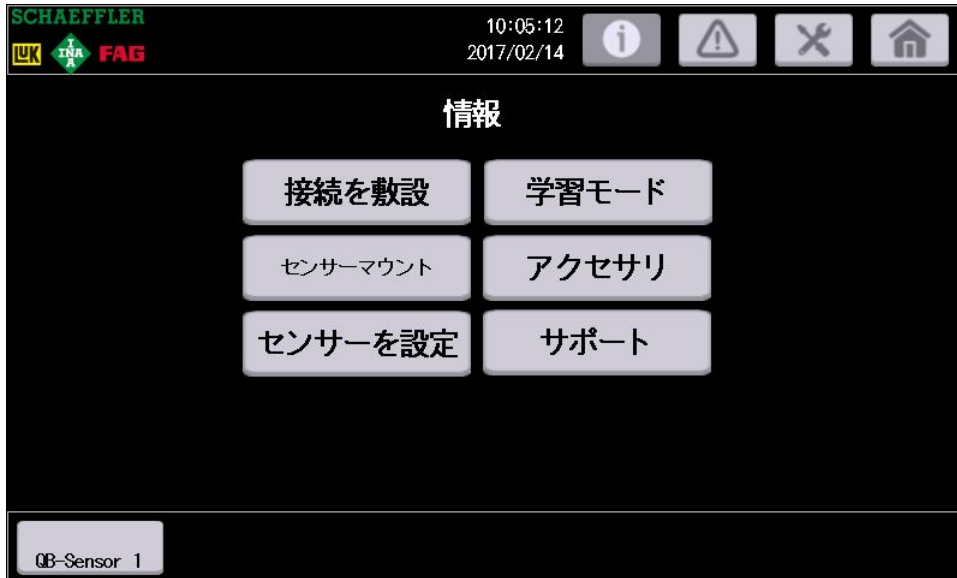 SCHAEFFLER
LUK INA FAG
10:05:12
2017/02/14
情報
接続を敷設
学習モード
センサーマウント
アクセサリ
センサーを設定
サポート
QB-Sensor 1